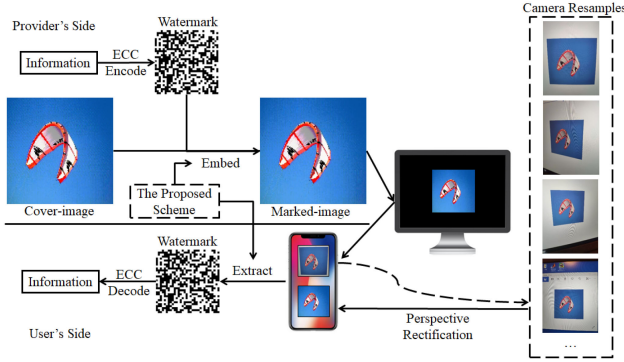 Camera Resamples
Provider's Side
Watermark
Information
ECC
Encode
Embed
Cover-image
The Proposed
Scheme
Marked-image
Watermark
Information
ECC
Decode
Extract
Perspective
Rectification
User's Side
...